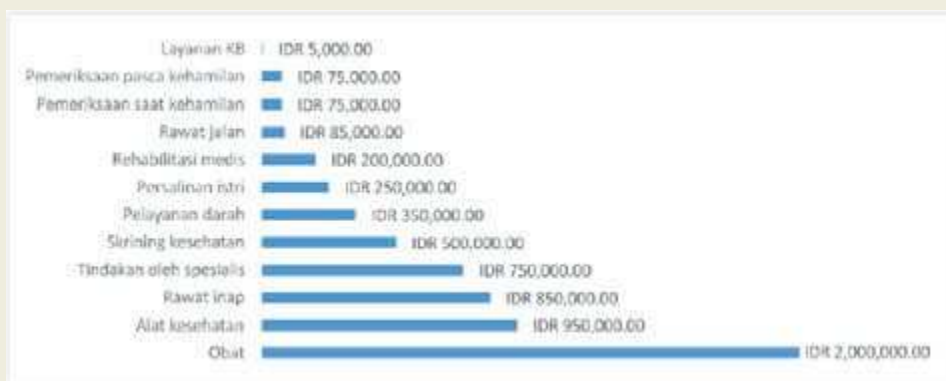 Layanan KB IDR 5,000.00
Pemeriksaan pasca kehamilan IDR 75,000.00
Pemeriksaan saat kehamilan IDR 75,000.00
Rawat jalan IDR 85,000.00
Rehabilitasi medis IDR 200,000.00
Persalinan istri IDR 250,000.00
Pelayanan darah IDR 350,000.00
Skrining kesehatan IDR 500,000.00
Tindakan oleh spesialis IDR 750,000.00
Rawat inap IDR 850,000.00
Alat kesehatan IDR 950,000.00
Obat IDR 2,000,000.00